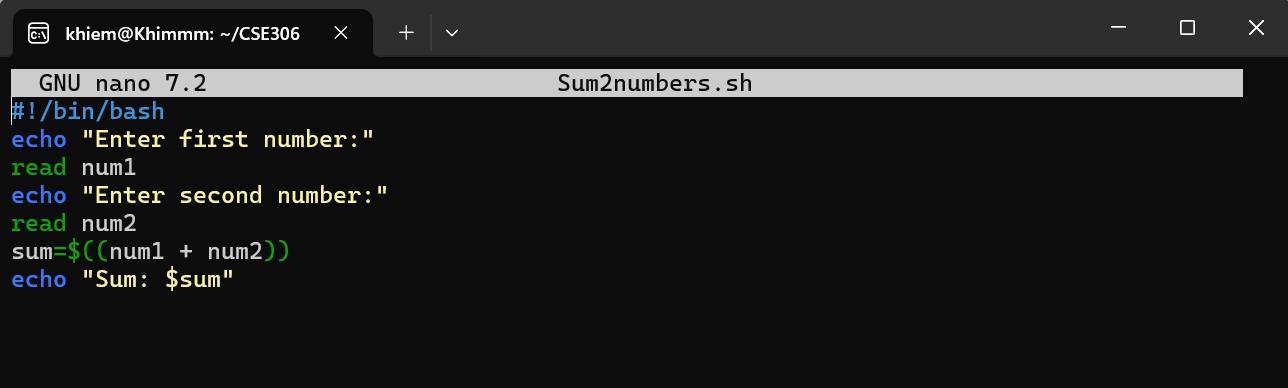 khiem@Khimmm: ~/CSE306
GNU nano 7.2 Sum2numbers.sh
#!/bin/bash
echo "Enter first number:"
read num1
echo "Enter second number:"
read num2
sum=$((num1 + num2))
echo "Sum: $sum"